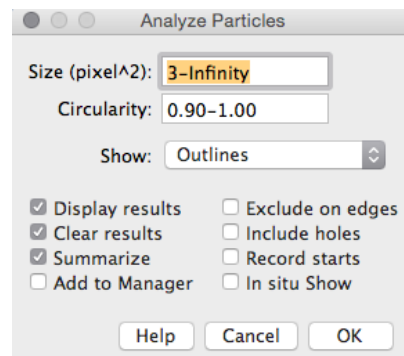 Analyze Particles
Size (pixel^2): 3-Infinity
Circularity: 0.90-1.00
Show: Outlines
Display results Exclude on edges
Clear results Include holes
Summarize Record starts
Add to Manager In situ Show
Help Cancel OK